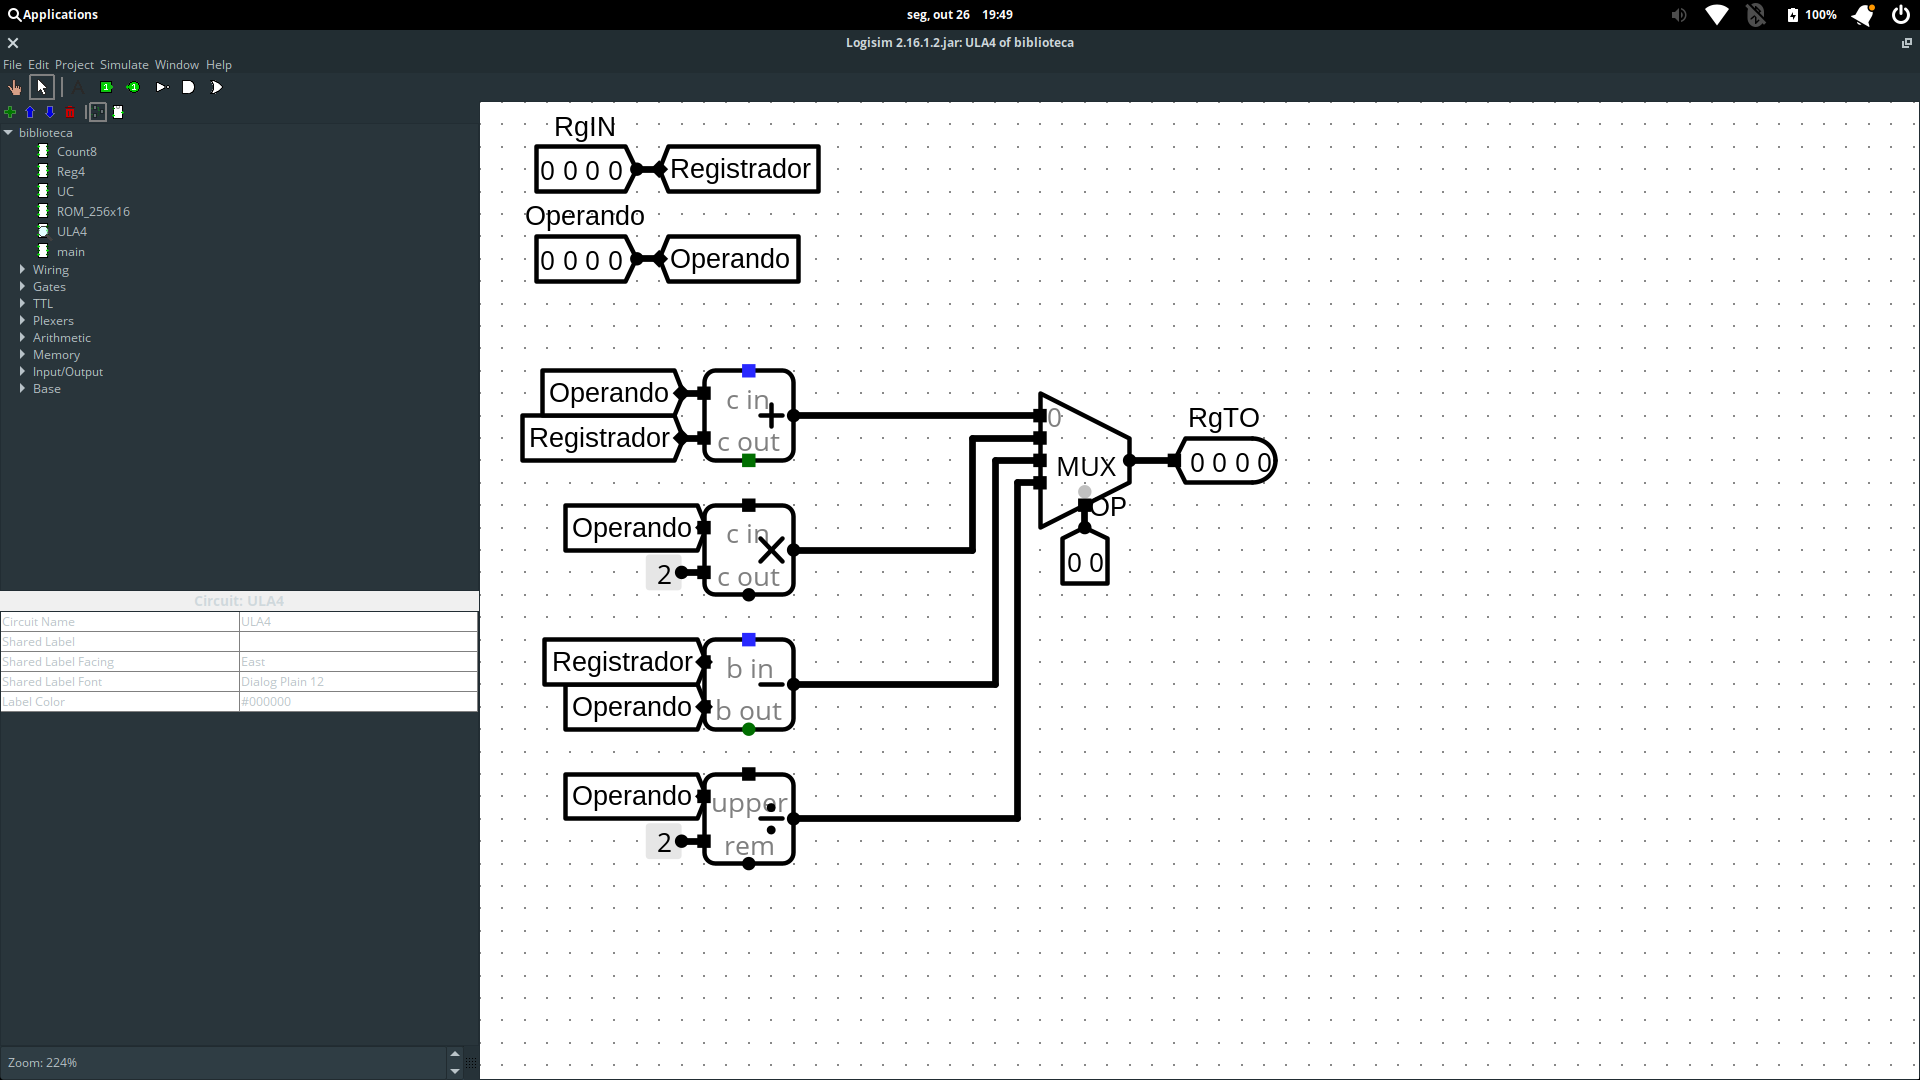 Applications
seg, out 26 19:49
100%
Logisim 2.16.1.2.jar: ULA4 of biblioteca
File Edit Project Simulate Window Help
A 1 1
biblioteca
Count8
Reg4
UC
ROM_256x16
ULA4
main
Wiring
Gates
TTL
Plexers
Arithmetic
Memory
Input/Output
Base
Circuit: ULA4
Circuit Name ULA4
Shared Label
Shared Label Facing East
Shared Label Font Dialog Plain 12
Label Color #000000
Zoom: 224%
RgIN
0 0 0 0 Registrador
Operando
0 0 0 0 Operando
Operando
Registrador
c in
+
c out
Operando
2
c in
×
c out
Registrador
Operando
b in
−
b out
Operando
2
upper
÷
rem
0
MUX
OP
0 0
RgTO
0 0 0 0